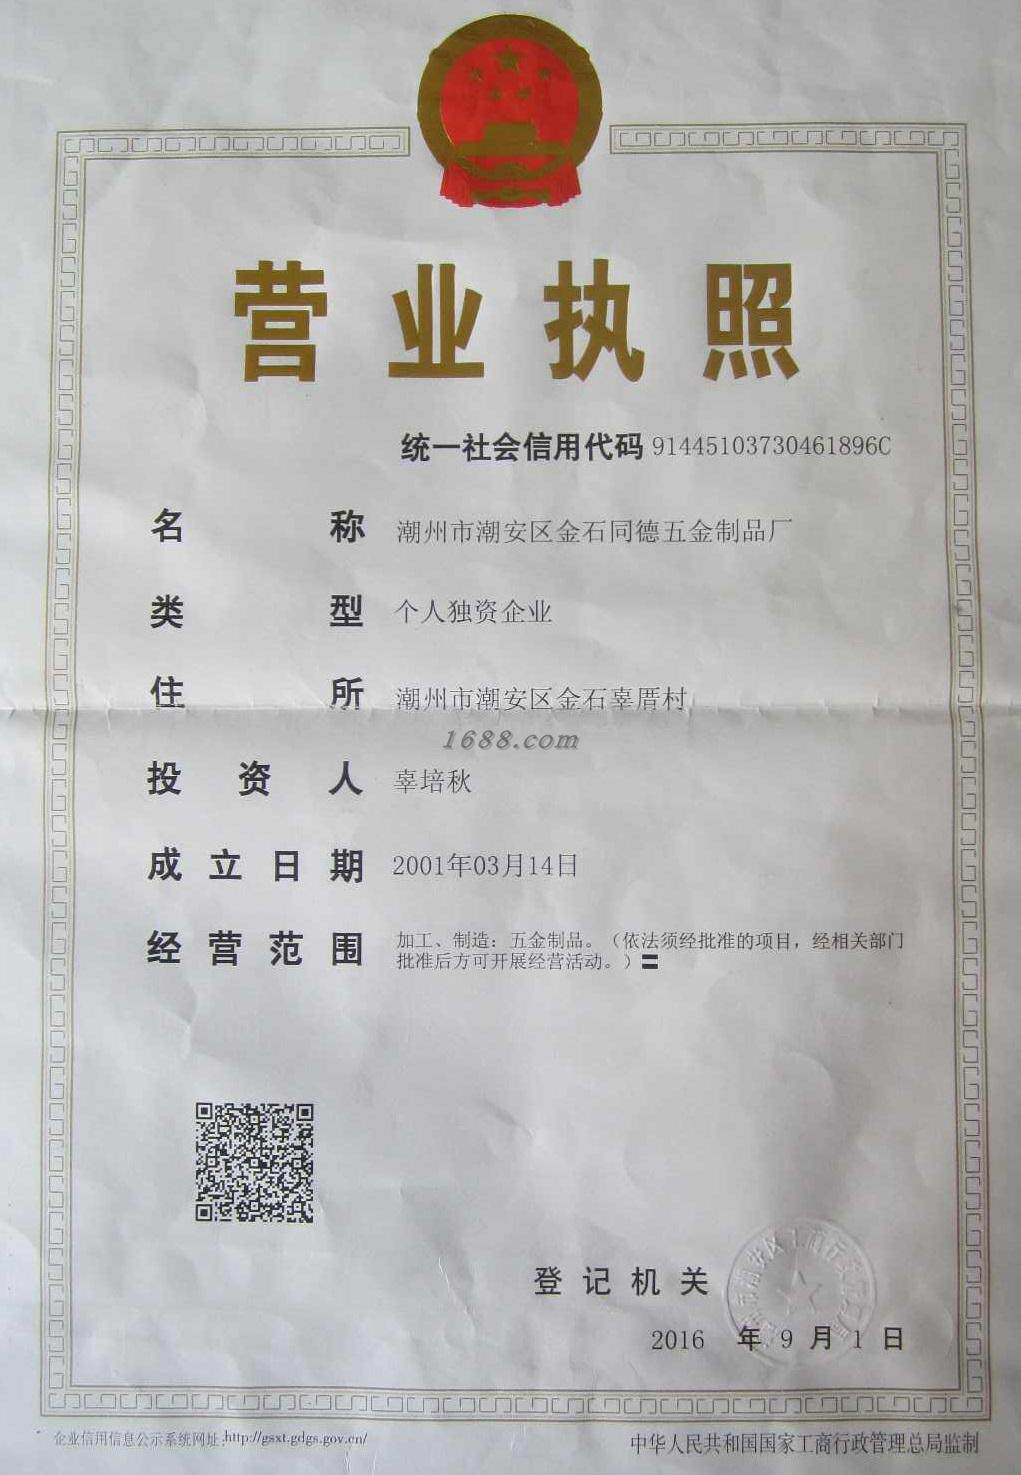 营业执照
统一社会信用代码 91445103730461896C
名称 潮州市潮安区金石同德五金制品厂
类型 个人独资企业
住所 潮州市潮安区金石辜厝村
1688.com
投资人 辜培秋
成立日期 2001年03月14日
经营范围 加工、制造：五金制品。（依法须经批准的项目，经相关部门
批准后方可开展经营活动。）〓
登记机关
2016 年 9 月 1 日
企业信用信息公示系统网址：http://gsxt.gdgs.gov.cn/
中华人民共和国国家工商行政管理总局监制